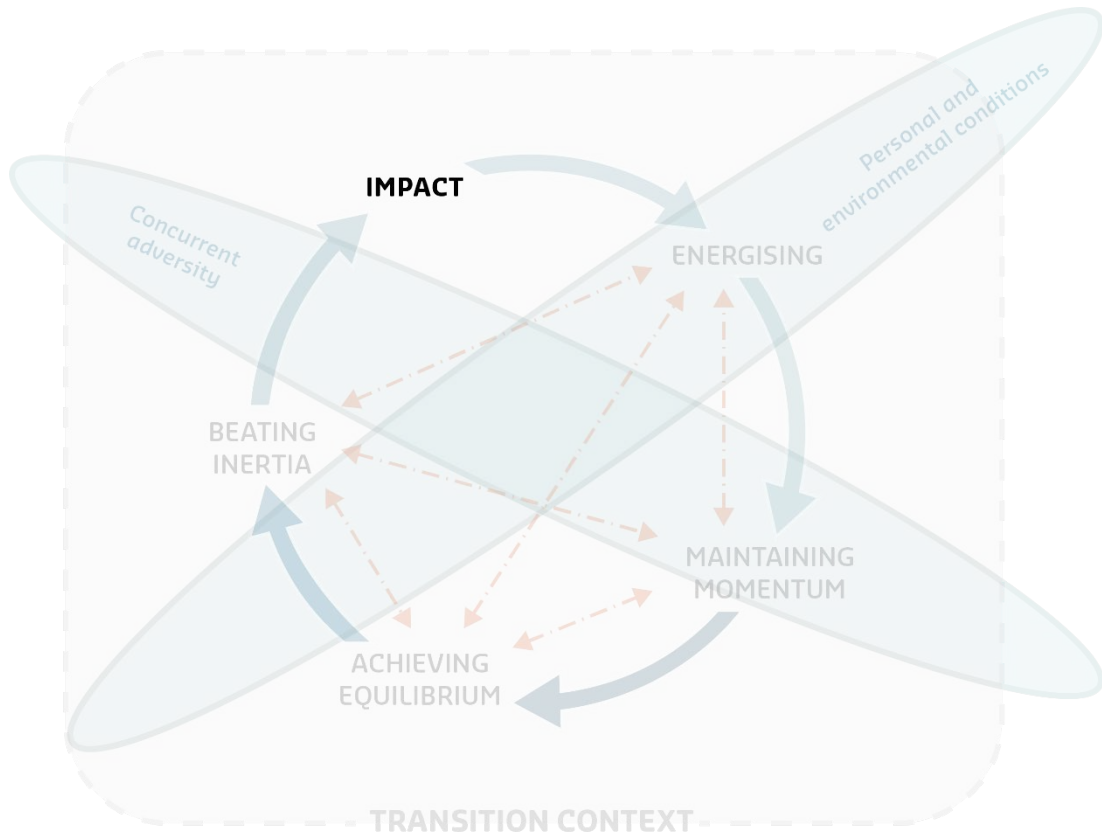 Personal and
environmental conditions
IMPACT
Concurrent
adversity
ENERGISING
BEATING
INERTIA
MAINTAINING
MOMENTUM
ACHIEVING
EQUILIBRIUM
TRANSITION CONTEXT